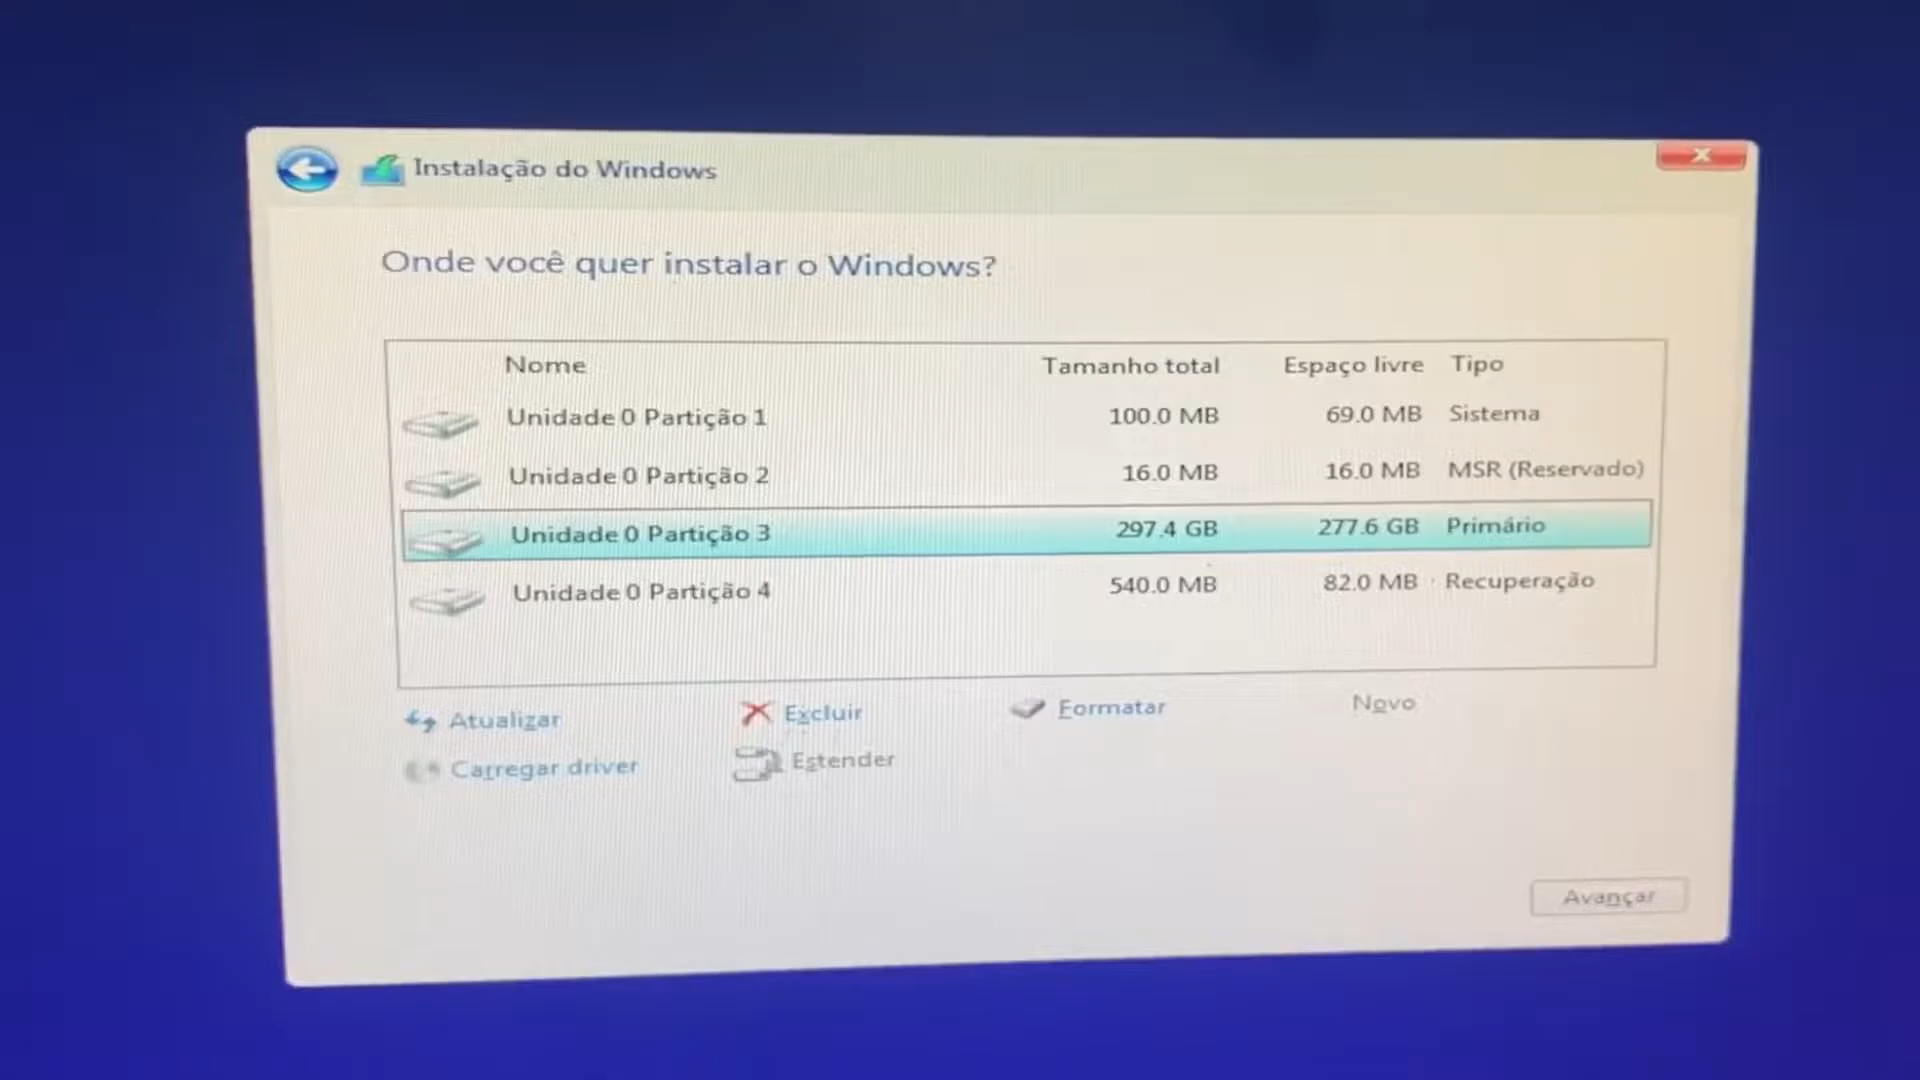 Instalação do Windows
Onde você quer instalar o Windows?
Nome Tamanho total Espaço livre Tipo
Unidade 0 Partição 1 100.0 MB 69.0 MB Sistema
Unidade 0 Partição 2 16.0 MB 16.0 MB MSR (Reservado)
Unidade 0 Partição 3 297.4 GB 277.6 GB Primário
Unidade 0 Partição 4 540.0 MB 82.0 MB Recuperação
Atualizar Excluir Formatar Novo
Carregar driver Estender
Avançar